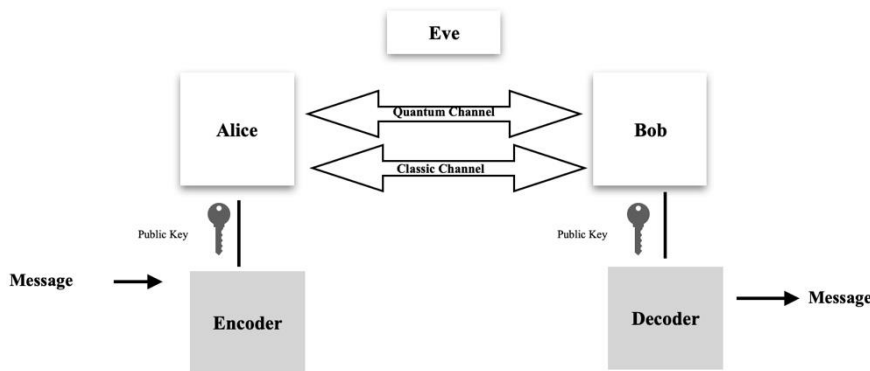 Eve
Alice
Quantum Channel
Bob
Classic Channel
Public Key
Public Key
Message
Encoder
Decoder
Message